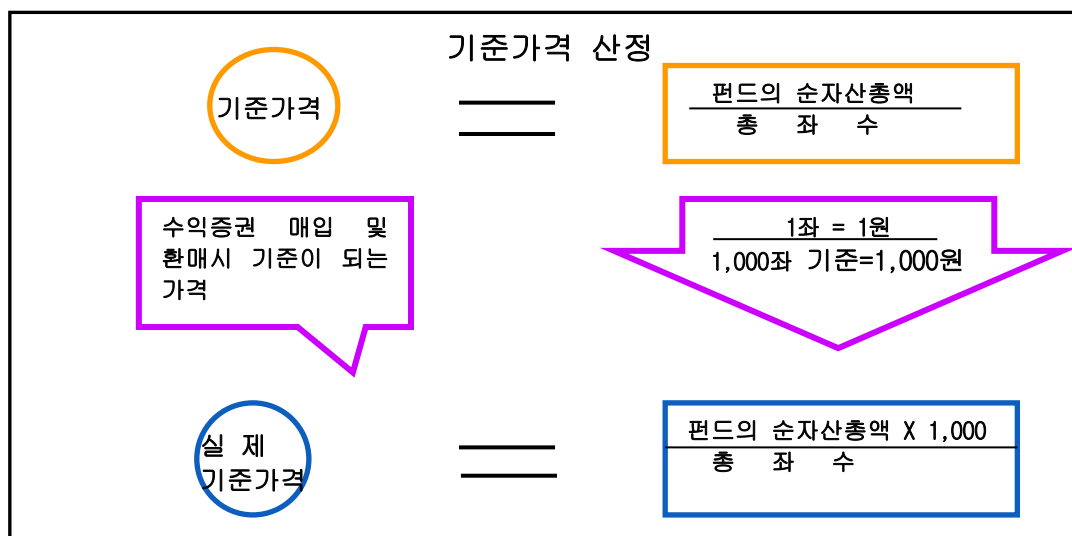 기준가격 산정
기준가격
펀드의 순자산총액
총 좌 수
수익증권 매입 및
환매시 기준이 되는
가격
1좌 = 1원
1,000좌 기준=1,000원
실 제
기준가격
펀드의 순자산총액 X 1,000
총 좌 수